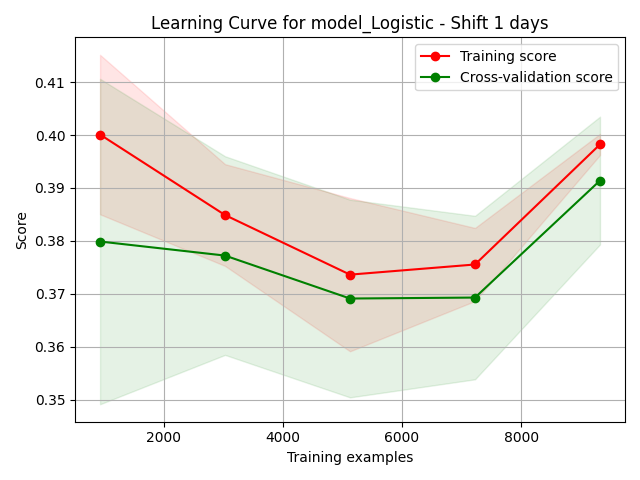 Learning Curve for model_Logistic - Shift 1 days
Training score
Cross-validation score
0.41
0.40
0.39
0.38
0.37
0.36
0.35
Score
2000 4000 6000 8000
Training examples